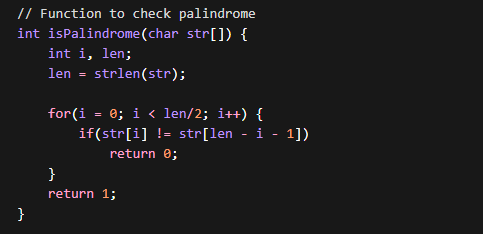 // Function to check palindrome
int isPalindrome(char str[]) {
    int i, len;
    len = strlen(str);

    for(i = 0; i < len/2; i++) {
        if(str[i] != str[len - i - 1])
            return 0;
    }
    return 1;
}